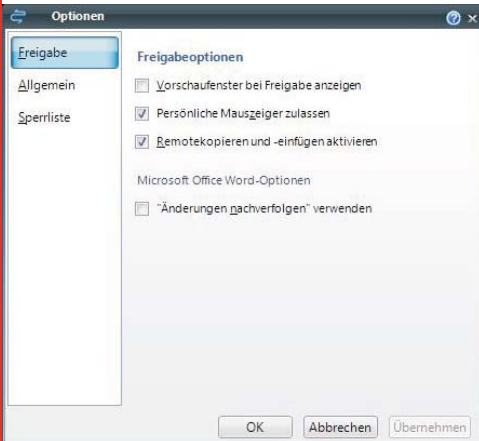 Optionen
Freigabe
Allgemein
Sperrliste
Freigabeoptionen
Vorschaufenster bei Freigabe anzeigen
Persönliche Mauszeiger zulassen
Remotekopieren und -einfügen aktivieren
Microsoft Office Word-Optionen
"Änderungen nachverfolgen" verwenden
OK
Abbrechen
Übernehmen